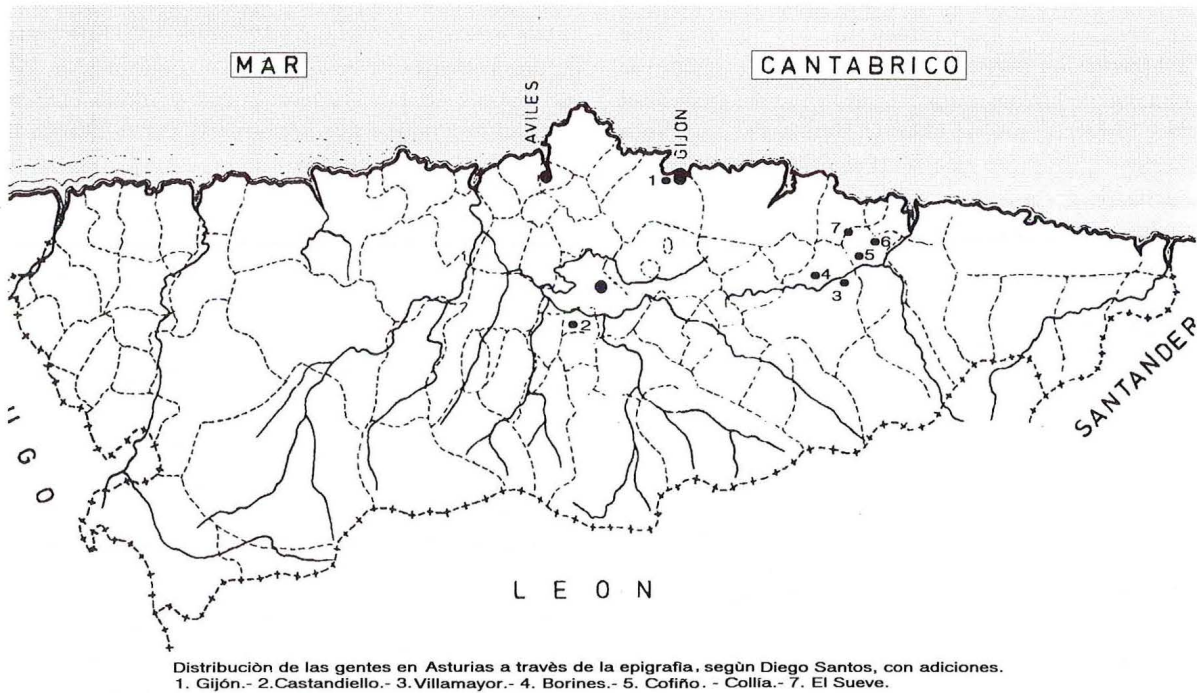 MAR
CANTABRICO
AVILES
GIJON
1
7
6
5
4
3
2
SANTANDER
UGO
LEON
Distribuciòn de las gentes en Asturias a travès de la epigrafia, segùn Diego Santos, con adiciones.
1. Gijón.- 2.Castandiello.- 3.Villamayor.- 4. Borines.- 5. Cofiño. - Collía.- 7. El Sueve.